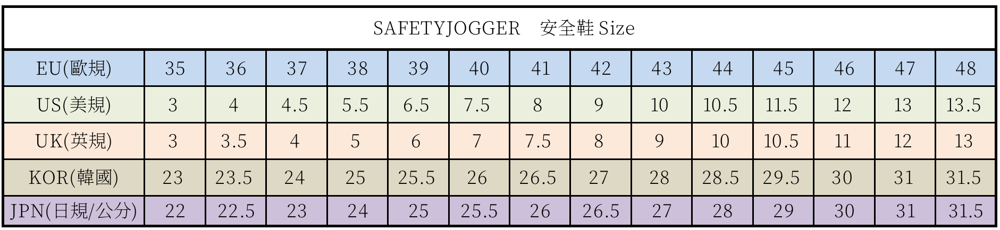 SAFETYJOGGER　安全鞋 Size
EU(歐規) 35 36 37 38 39 40 41 42 43 44 45 46 47 48
US(美規) 3 4 4.5 5.5 6.5 7.5 8 9 10 10.5 11.5 12 13 13.5
UK(英規) 3 3.5 4 5 6 7 7.5 8 9 10 10.5 11 12 13
KOR(韓國) 23 23.5 24 25 25.5 26 26.5 27 28 28.5 29.5 30 31 31.5
JPN(日規/公分) 22 22.5 23 24 25 25.5 26 26.5 27 28 29 30 31 31.5